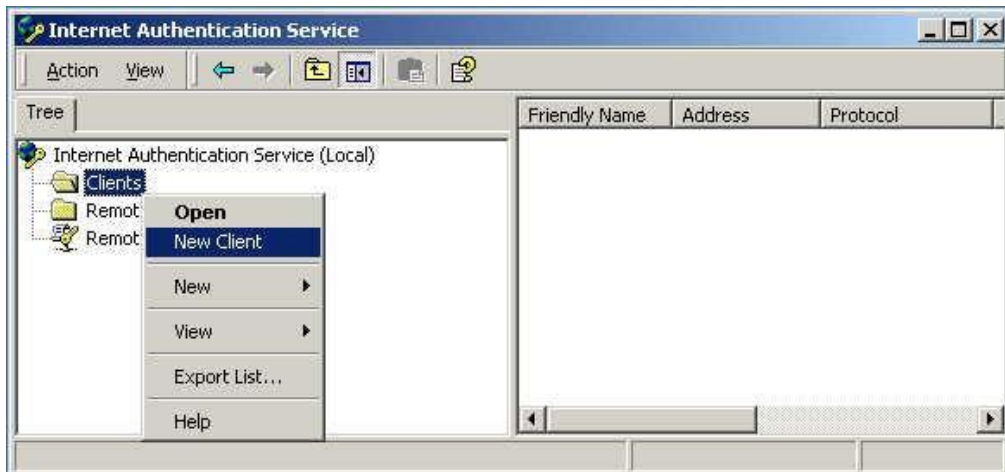 Internet Authentication Service
Action View
Tree
Friendly Name Address Protocol
Internet Authentication Service (Local)
Clients
Remot
Remot
Open
New Client
New
View
Export List...
Help